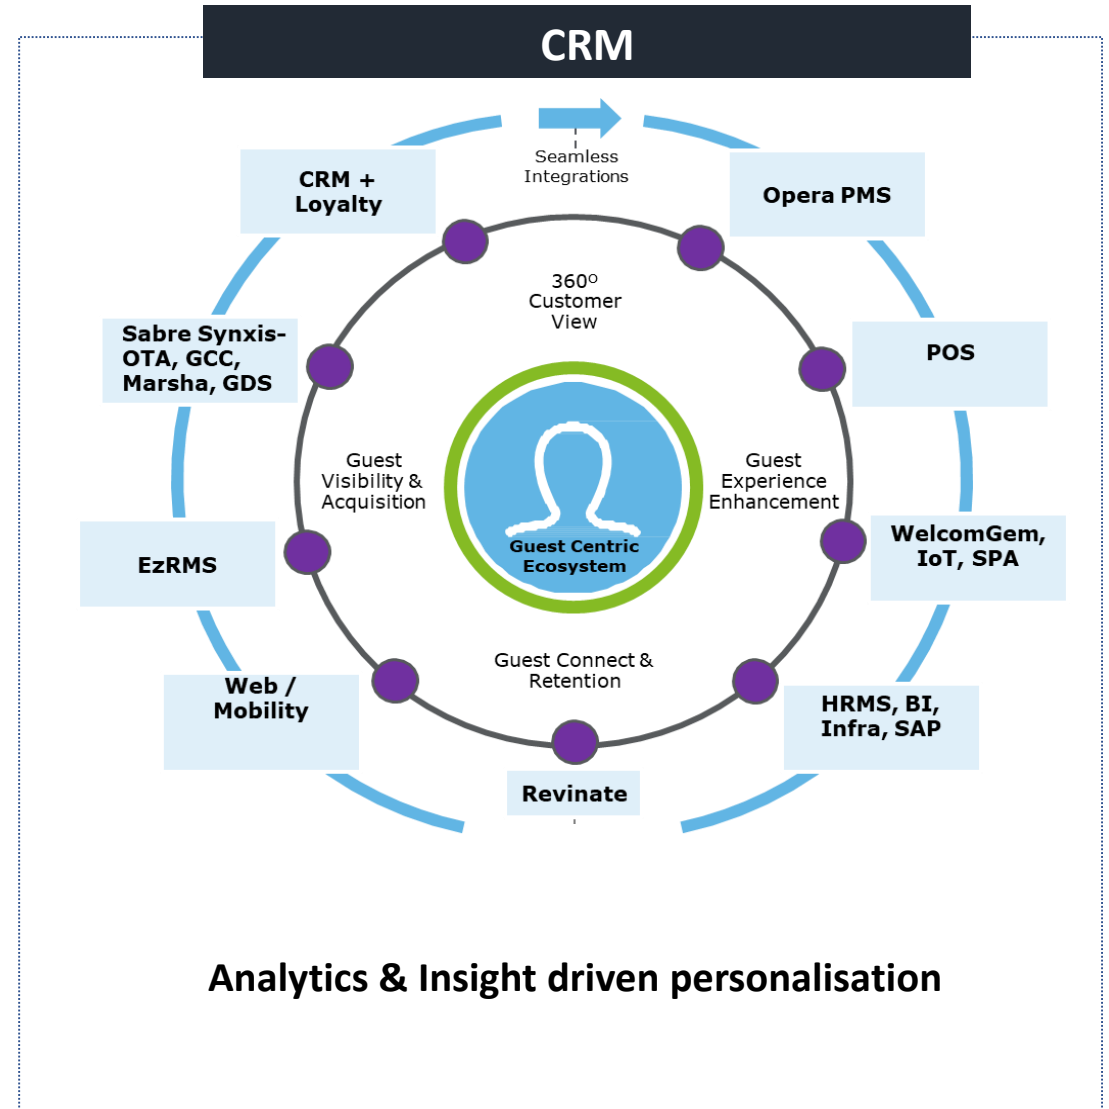 CRM
Seamless
Integrations
CRM +
Loyalty
Opera PMS
360º
Customer
View
Sabre Synxis-
OTA, GCC,
Marsha, GDS
POS
Guest
Visibility &
Acquisition
Guest
Experience
Enhancement
Guest Centric
Ecosystem
EzRMS
WelcomGem,
IoT, SPA
Guest Connect &
Retention
Web /
Mobility
HRMS, BI,
Infra, SAP
Revinate
Analytics & Insight driven personalisation